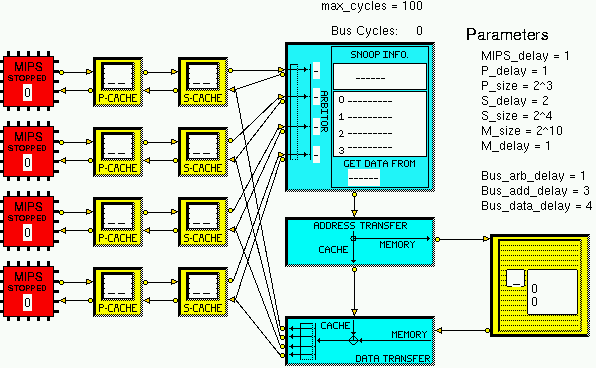 max_cycles = 100
Bus Cycles: 0
Parameters
MIPS_delay = 1
P_delay = 1
P_size = 2^3
S_delay = 2
S_size = 2^4
M_size = 2^10
M_delay = 1
Bus_arb_delay = 1
Bus_add_delay = 3
Bus_data_delay = 4
MIPS
STOPPED
0
P-CACHE
S-CACHE
MIPS
STOPPED
0
P-CACHE
S-CACHE
MIPS
STOPPED
0
P-CACHE
S-CACHE
MIPS
STOPPED
0
P-CACHE
S-CACHE
SNOOP INFO.
------
ARBITOR
0 ---------
1 ---------
2 ---------
3 ---------
GET DATA FROM
------
ADDRESS TRANSFER
CACHE
MEMORY
0
0
CACHE
MEMORY
DATA TRANSFER